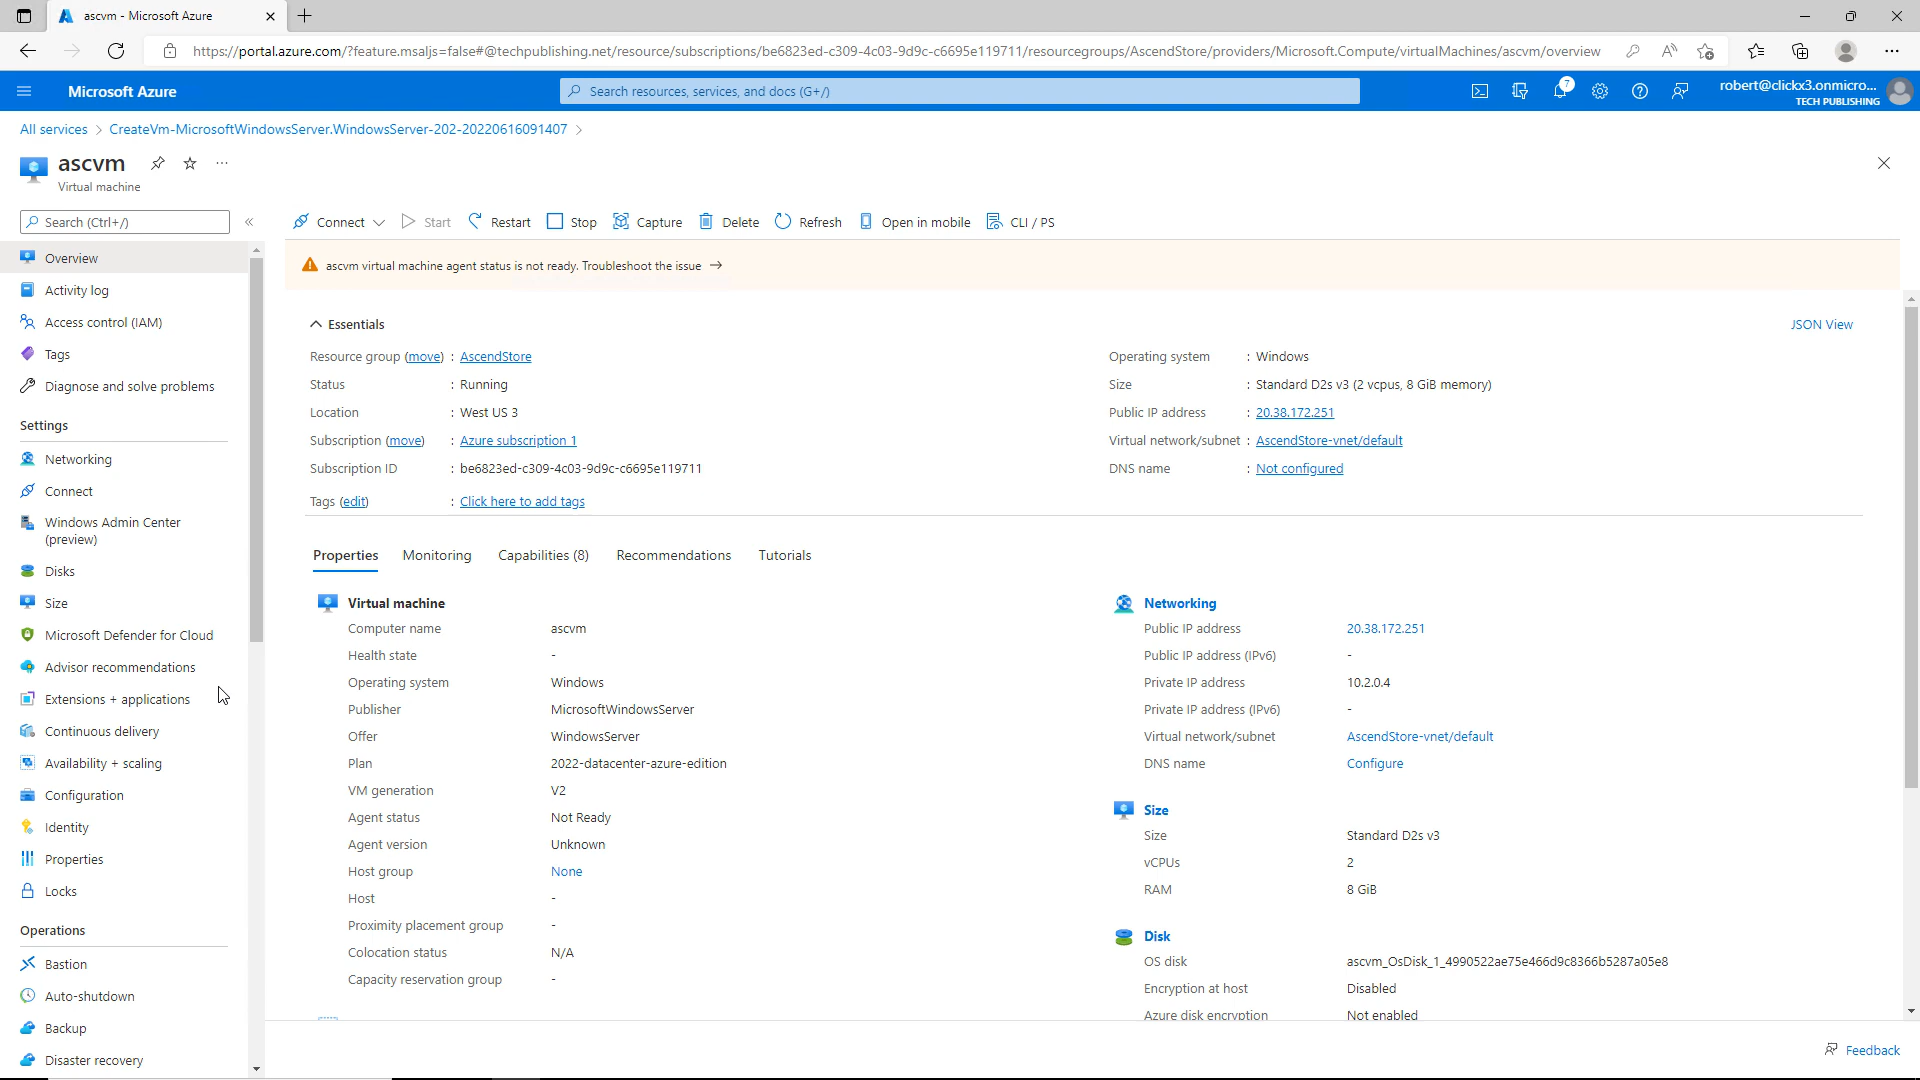 ascvm - Microsoft Azure
https://portal.azure.com/?feature.msaljs=false#@techpublishing.net/resource/subscriptions/be6823ed-c309-4c03-9d9c-c6695e119711/resourcegroups/AscendStore/providers/Microsoft.Compute/virtualMachines/ascvm/overview
Microsoft Azure
Search resources, services, and docs (G+/)
7
robert@clickx3.onmicro...
TECH PUBLISHING
All services > CreateVm-MicrosoftWindowsServer.WindowsServer-202-20220616091407 >
ascvm
Virtual machine
Search (Ctrl+/)
Overview
Activity log
Access control (IAM)
Tags
Diagnose and solve problems
Settings
Networking
Connect
Windows Admin Center
(preview)
Disks
Size
Microsoft Defender for Cloud
Advisor recommendations
Extensions + applications
Continuous delivery
Availability + scaling
Configuration
Identity
Properties
Locks
Operations
Bastion
Auto-shutdown
Backup
Disaster recovery
Connect Start Restart Stop Capture Delete Refresh Open in mobile CLI / PS
ascvm virtual machine agent status is not ready. Troubleshoot the issue →
Essentials
JSON View
Resource group (move) : AscendStore
Status : Running
Location : West US 3
Subscription (move) : Azure subscription 1
Subscription ID : be6823ed-c309-4c03-9d9c-c6695e119711
Tags (edit) : Click here to add tags
Operating system : Windows
Size : Standard D2s v3 (2 vcpus, 8 GiB memory)
Public IP address : 20.38.172.251
Virtual network/subnet : AscendStore-vnet/default
DNS name : Not configured
Properties Monitoring Capabilities (8) Recommendations Tutorials
Virtual machine
Computer name ascvm
Health state -
Operating system Windows
Publisher MicrosoftWindowsServer
Offer WindowsServer
Plan 2022-datacenter-azure-edition
VM generation V2
Agent status Not Ready
Agent version Unknown
Host group None
Host -
Proximity placement group -
Colocation status N/A
Capacity reservation group -
Networking
Public IP address 20.38.172.251
Public IP address (IPv6) -
Private IP address 10.2.0.4
Private IP address (IPv6) -
Virtual network/subnet AscendStore-vnet/default
DNS name Configure
Size
Size Standard D2s v3
vCPUs 2
RAM 8 GiB
Disk
OS disk ascvm_OsDisk_1_4990522ae75e466d9c8366b5287a05e8
Encryption at host Disabled
Azure disk encryption Not enabled
Feedback